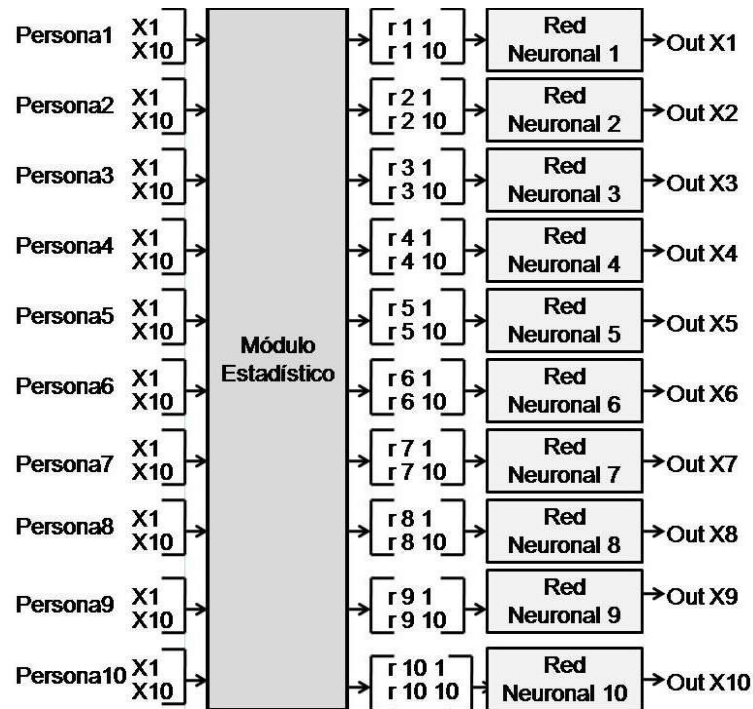 Persona1 X1 r 1 1 Red
X10 r 1 10 Neuronal 1 Out X1
Persona2 X1 r 2 1 Red
X10 r 2 10 Neuronal 2 Out X2
Persona3 X1 r 3 1 Red
X10 r 3 10 Neuronal 3 Out X3
Persona4 X1 r 4 1 Red
X10 r 4 10 Neuronal 4 Out X4
Persona5 X1 r 5 1 Red
X10 r 5 10 Neuronal 5 Out X5
Módulo
Estadístico
Persona6 X1 r 6 1 Red
X10 r 6 10 Neuronal 6 Out X6
Persona7 X1 r 7 1 Red
X10 r 7 10 Neuronal 7 Out X7
Persona8 X1 r 8 1 Red
X10 r 8 10 Neuronal 8 Out X8
Persona9 X1 r 9 1 Red
X10 r 9 10 Neuronal 9 Out X9
Persona10 X1 r 10 1 Red
X10 r 10 10 Neuronal 10 Out X10